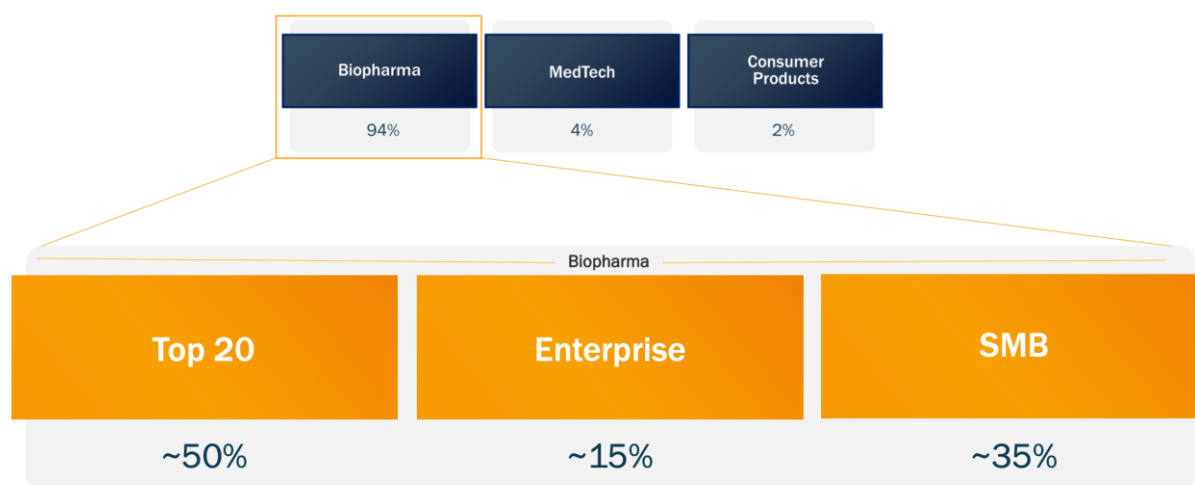 Biopharma
MedTech
Consumer
Products
94%
4%
2%
Biopharma
Top 20
Enterprise
SMB
~50%
~15%
~35%